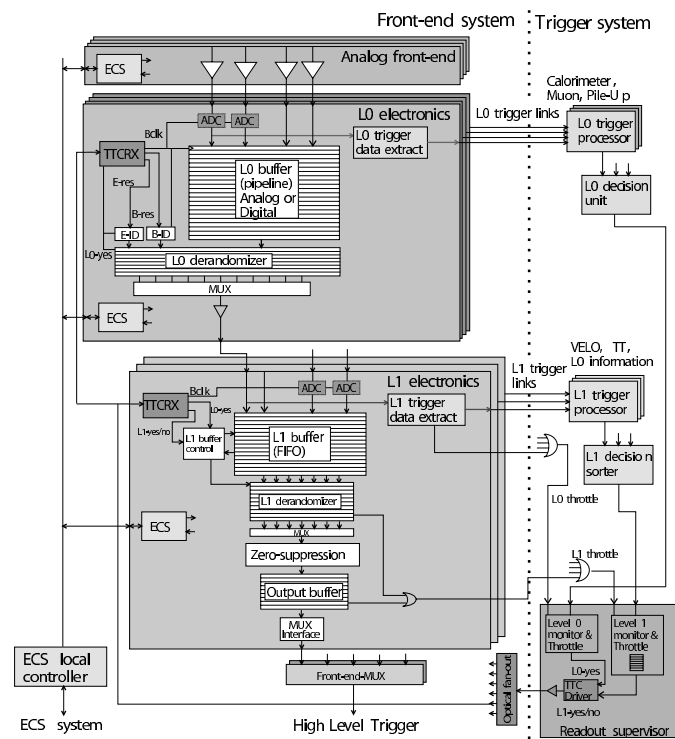 Front-end system
Trigger system
Analog front-end
ECS
L0 electronics
ADC
ADC
Bclk
L0 trigger
data extract
L0 trigger links
Calorimeter,
Muon, Pile-Up
L0 trigger
processor
L0 decision
unit
TTCRX
L0 buffer
(pipeline)
Analog or
Digital
E-res
B-res
E-ID
B-ID
L0-yes
L0 derandomizer
MUX
ECS
VELO, TT,
L0 information
L1 trigger
links
L1 electronics
Bclk
ADC
ADC
TTCRX
L0-yes
L1 trigger
data extract
L1 trigger
processor
L1-yes/no
L1 buffer
controll
L1 buffer
(FIFO)
L1 decision
sorter
L1 derandomizer
L0 throttle
ECS
MUX
Zero-suppression
L1 throttle
Output buffer
MUX
Interface
Level 0
monitor &
Throttle
Level 1
monitor &
Throttle
ECS local
controller
Front-end-MUX
Optical fan-out
L0-yes
TTC
Driver
L1-yes/no
Readout supervisor
ECS system
High Level Trigger